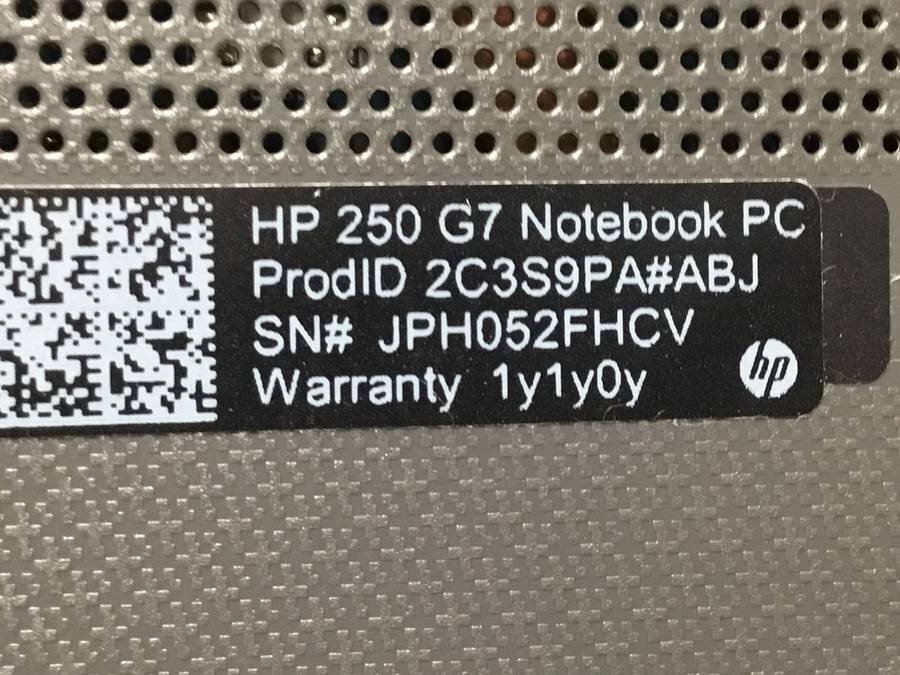 HP 250 G7 Notebook PC
ProdID 2C3S9PA#ABJ
SN# JPH052FHCV
Warranty 1y1y0y
hp